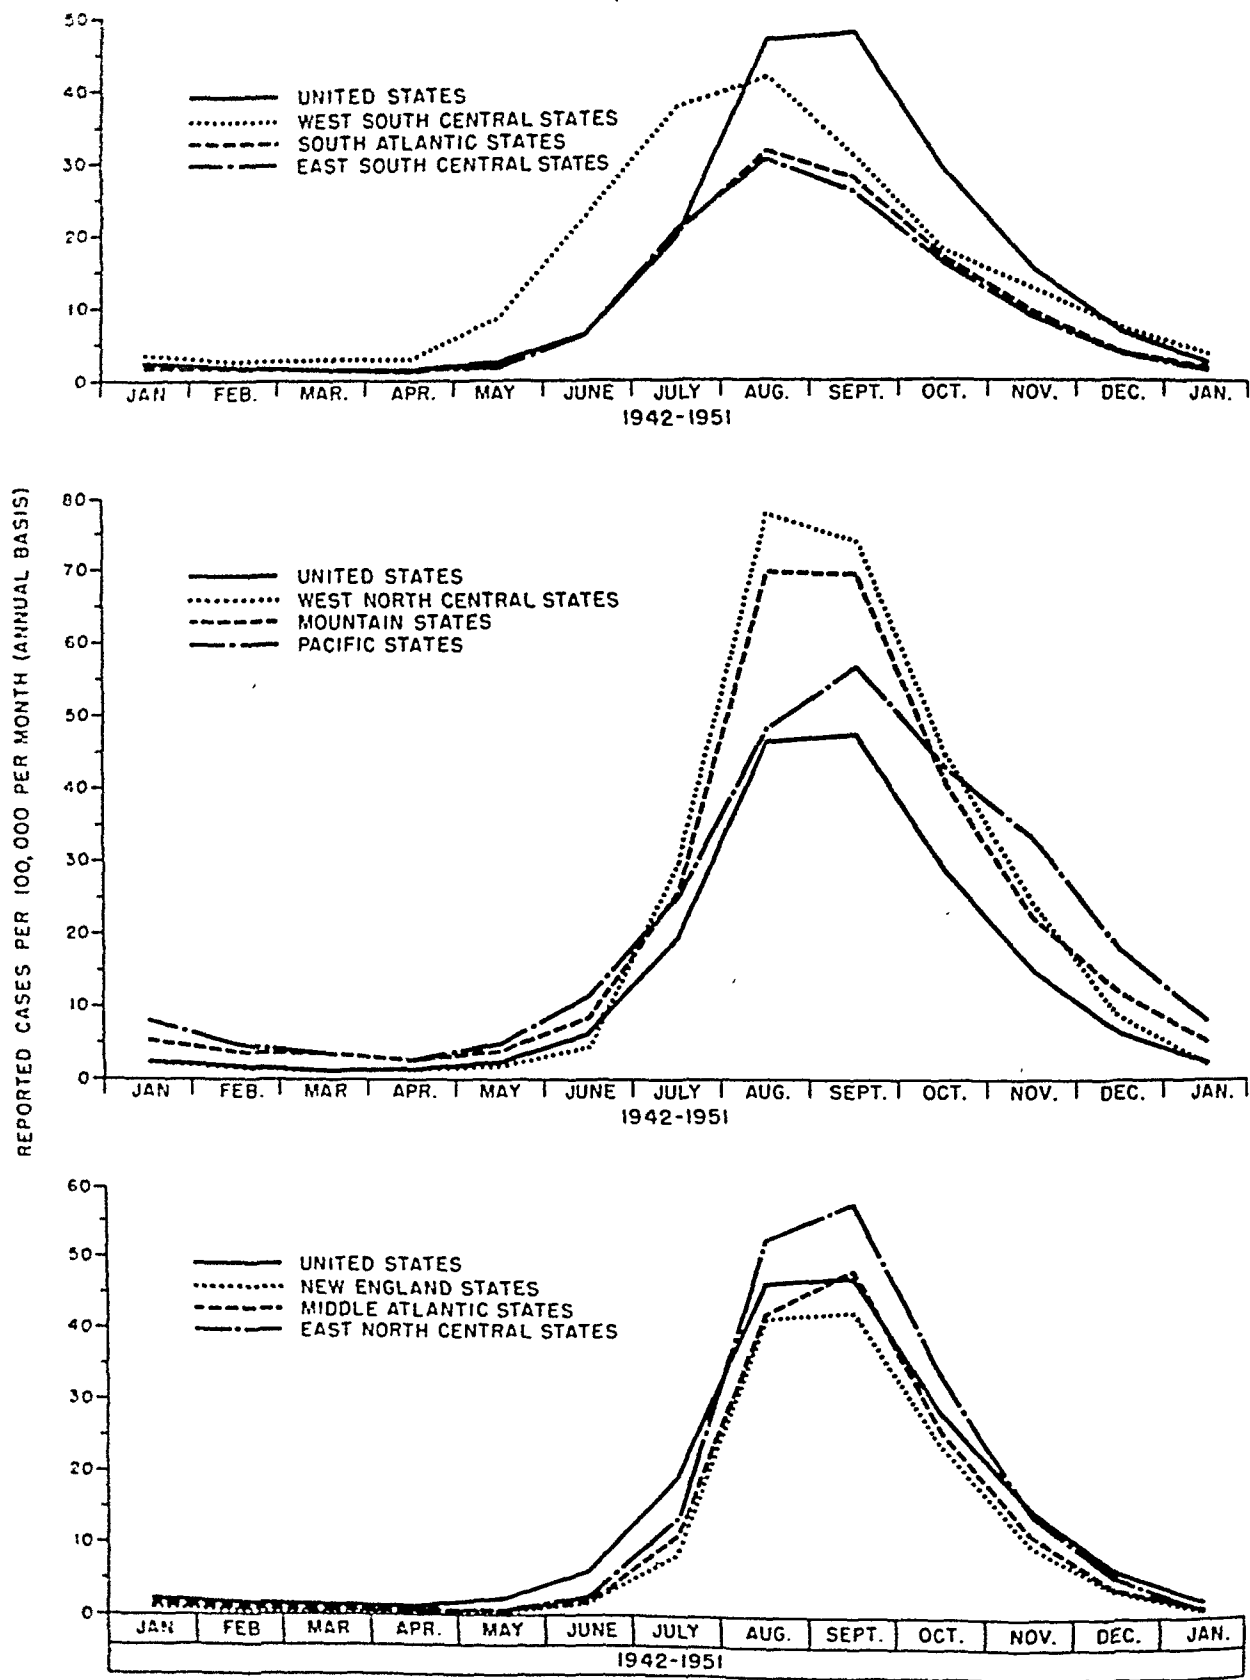 REPORTED CASES PER 100,000 PER MONTH (ANNUAL BASIS)
50
40
30
20
10
0
UNITED STATES
WEST SOUTH CENTRAL STATES
SOUTH ATLANTIC STATES
EAST SOUTH CENTRAL STATES
JAN FEB. MAR. APR. MAY JUNE JULY AUG. SEPT. OCT. NOV. DEC. JAN.
1942-1951
80
70
60
50
40
30
20
10
0
UNITED STATES
WEST NORTH CENTRAL STATES
MOUNTAIN STATES
PACIFIC STATES
JAN FEB. MAR APR. MAY JUNE JULY AUG. SEPT. OCT. NOV. DEC. JAN.
1942-1951
60
50
40
30
20
10
0
UNITED STATES
NEW ENGLAND STATES
MIDDLE ATLANTIC STATES
EAST NORTH CENTRAL STATES
JAN FEB MAR APR. MAY JUNE JULY AUG. SEPT. OCT. NOV. DEC. JAN.
1942-1951